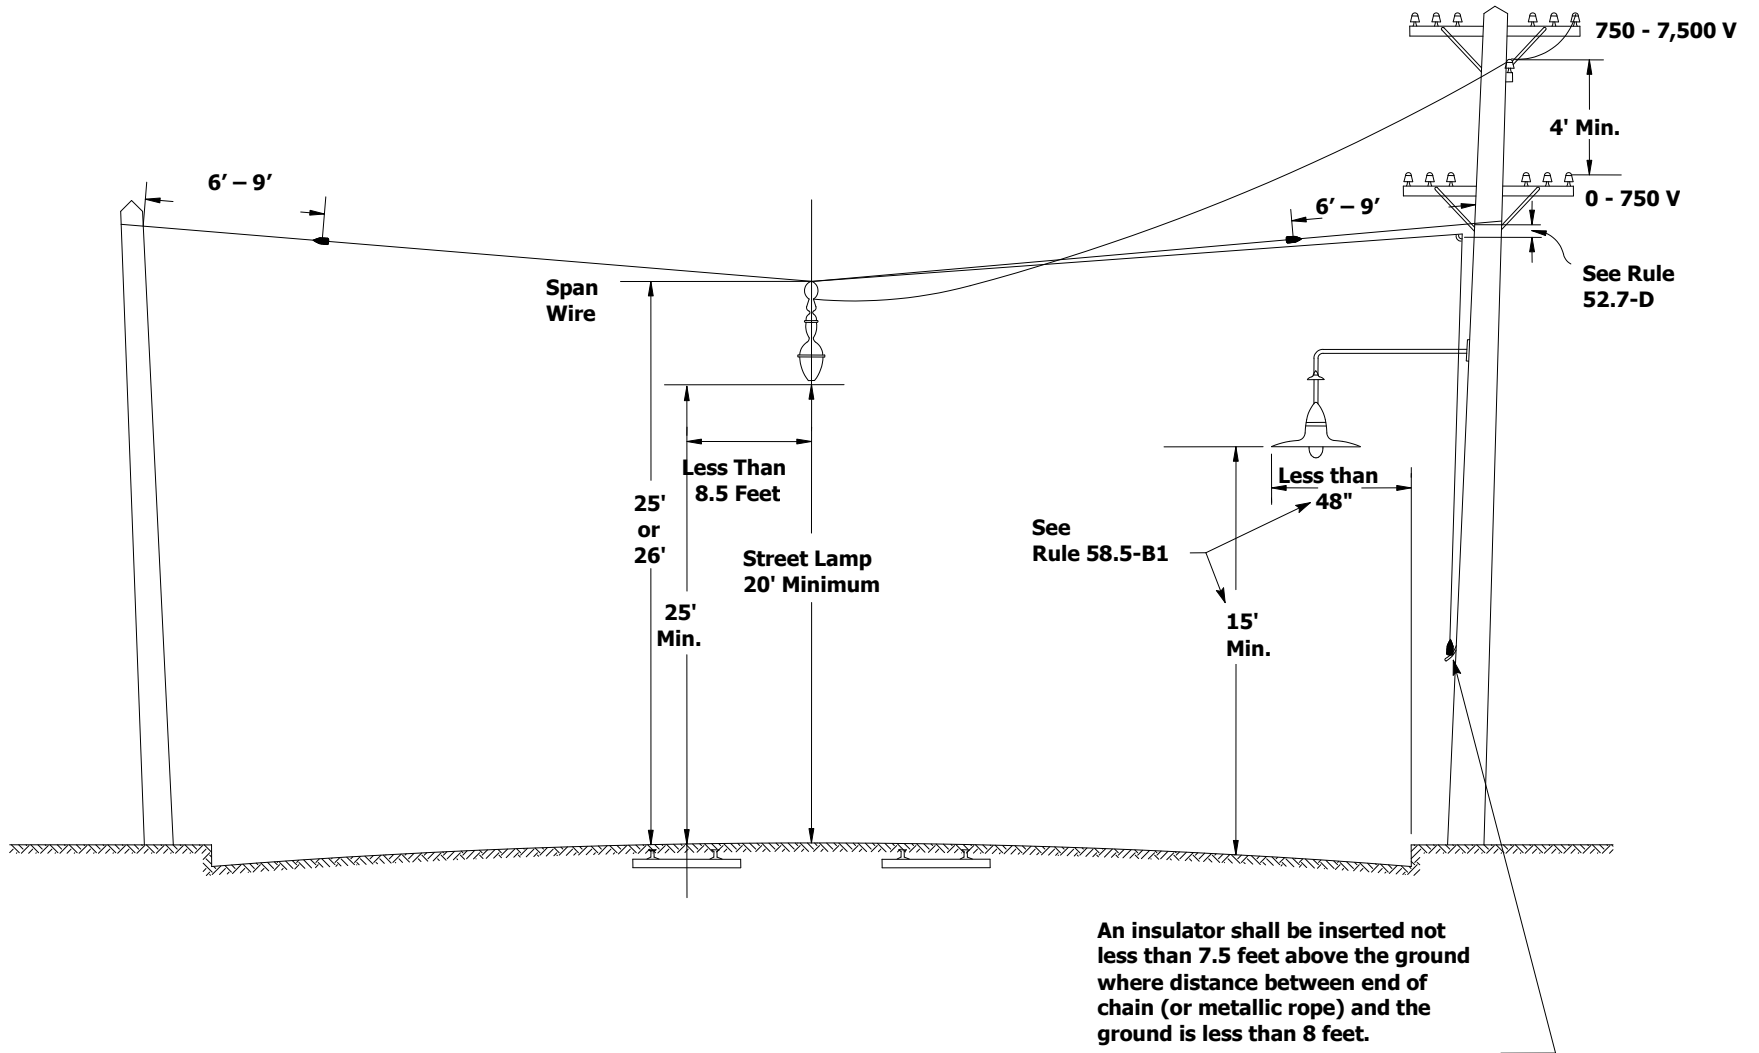 750 - 7,500 V
4' Min.
6' – 9'
0 - 750 V
6' – 9'
See Rule
52.7-D
Span
Wire
Less Than
8.5 Feet
Less than
48"
25'
or
26'
See
Rule 58.5-B1
Street Lamp
20' Minimum
25'
Min.
15'
Min.
An insulator shall be inserted not
less than 7.5 feet above the ground
where distance between end of
chain (or metallic rope) and the
ground is less than 8 feet.